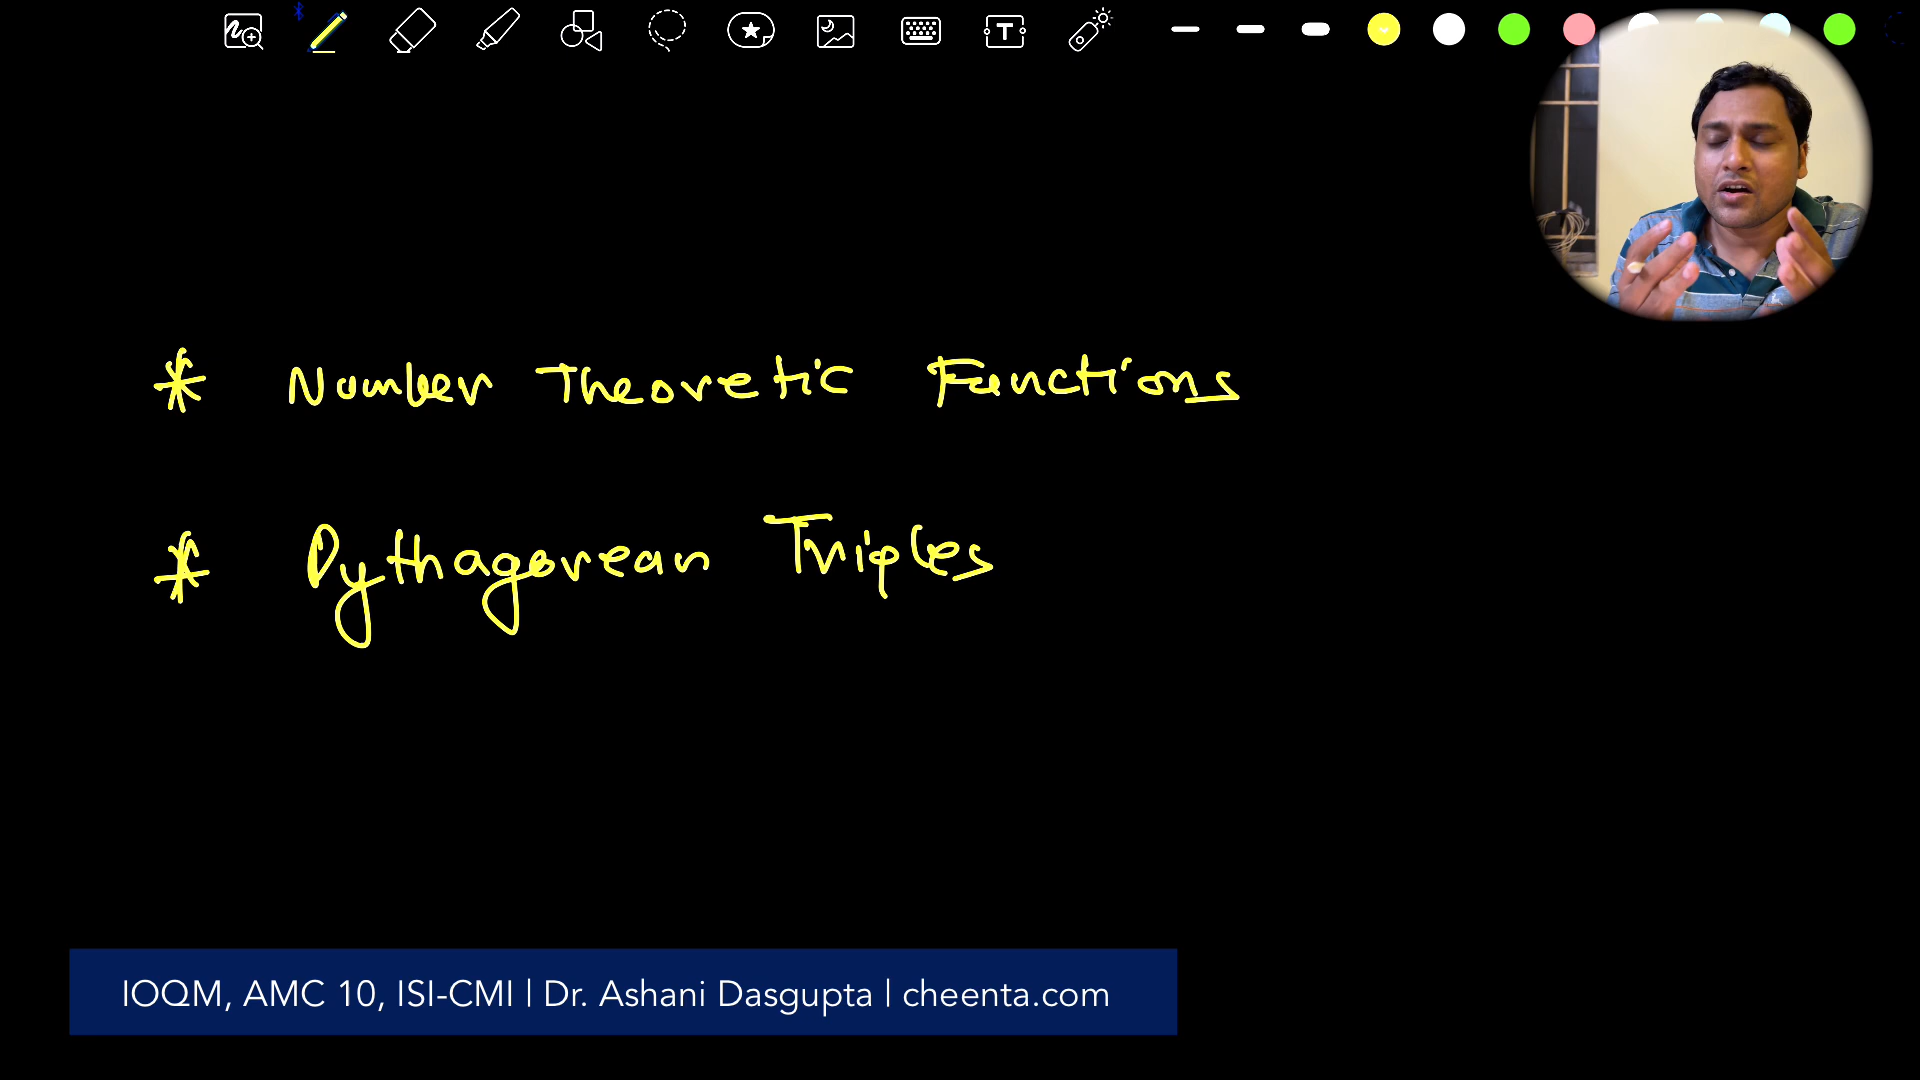 * Number Theoretic Functions
* Pythagorean Triples
IOQM, AMC 10, ISI-CMI | Dr. Ashani Dasgupta | cheenta.com